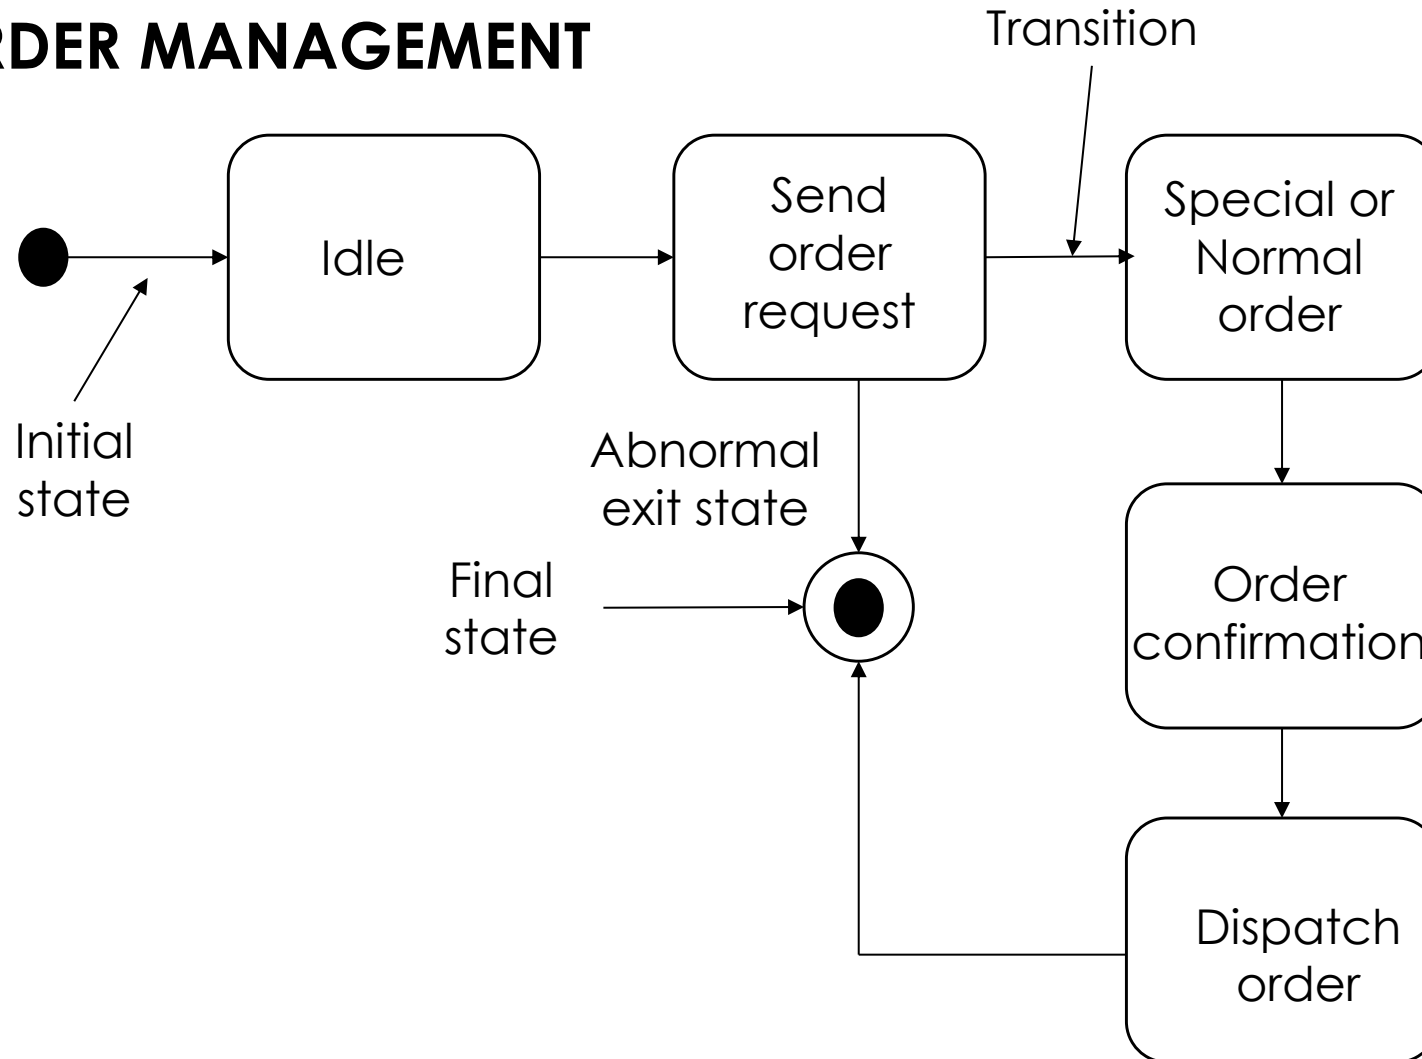 RDER MANAGEMENT
Transition
Idle
Send
order
request
Special or
Normal
order
Initial
state
Abnormal
exit state
Final
state
Order
confirmation
Dispatch
order